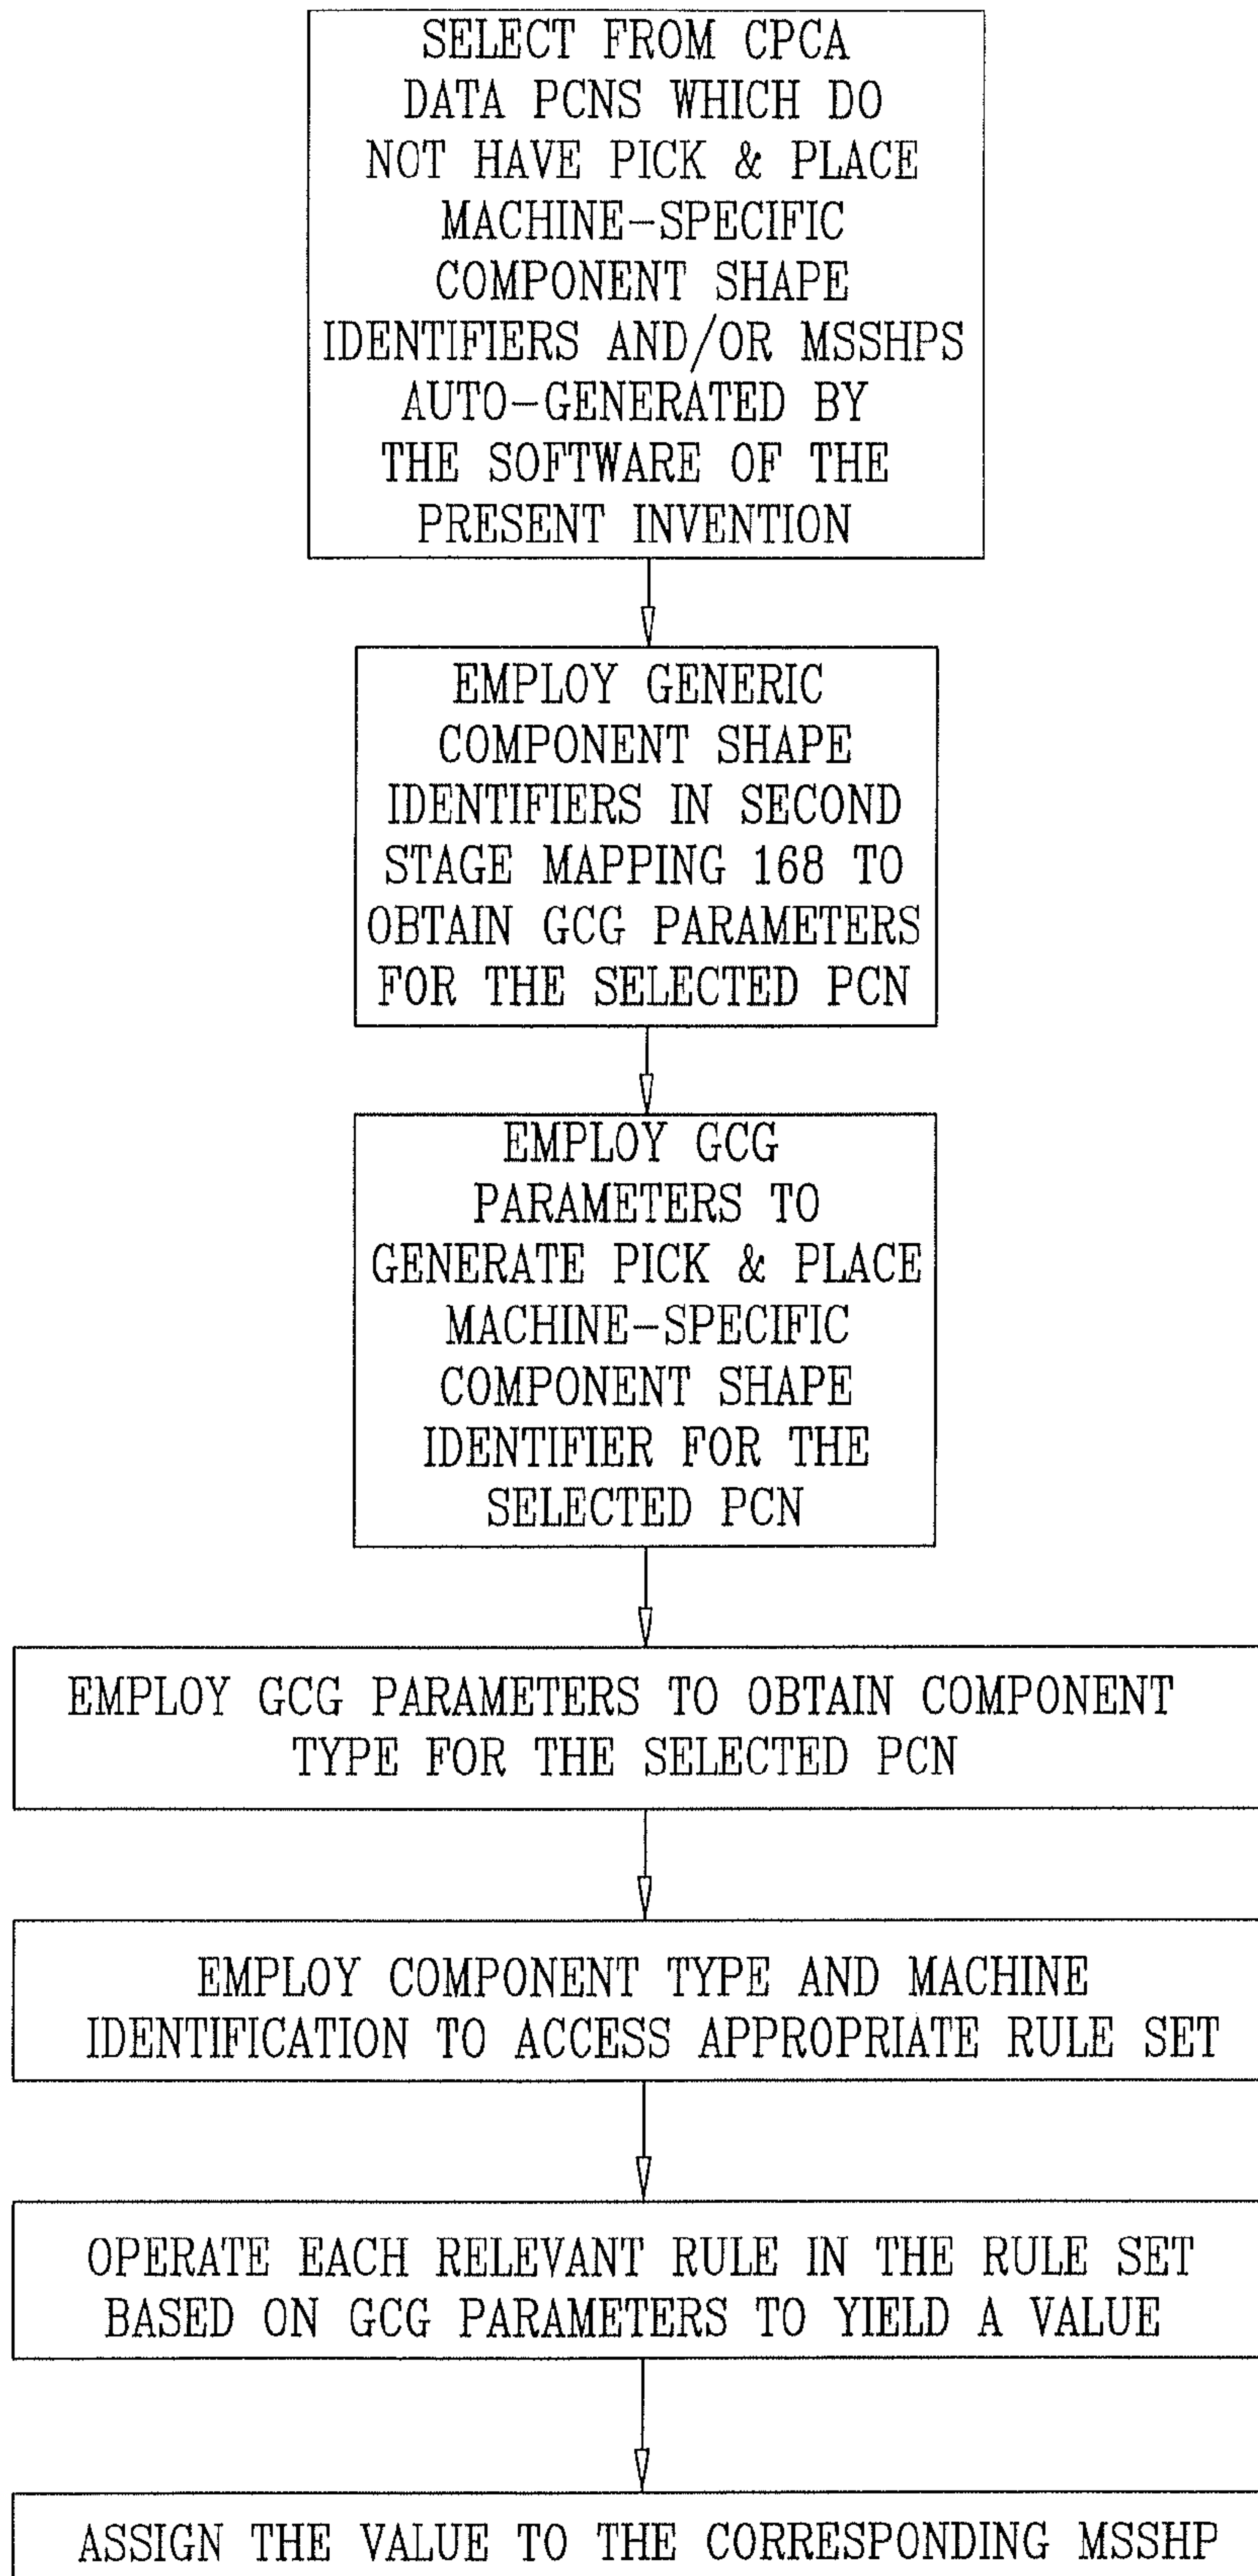 SELECT FROM CPCA
DATA PCNS WHICH DO
NOT HAVE PICK & PLACE
MACHINE-SPECIFIC
COMPONENT SHAPE
IDENTIFIERS AND/OR MSSHPS
AUTO-GENERATED BY
THE SOFTWARE OF THE
PRESENT INVENTION
EMPLOY GENERIC
COMPONENT SHAPE
IDENTIFIERS IN SECOND
STAGE MAPPING 168 TO
OBTAIN GCG PARAMETERS
FOR THE SELECTED PCN
EMPLOY GCG
PARAMETERS TO
GENERATE PICK & PLACE
MACHINE-SPECIFIC
COMPONENT SHAPE
IDENTIFIER FOR THE
SELECTED PCN
EMPLOY GCG PARAMETERS TO OBTAIN COMPONENT
TYPE FOR THE SELECTED PCN
EMPLOY COMPONENT TYPE AND MACHINE
IDENTIFICATION TO ACCESS APPROPRIATE RULE SET
OPERATE EACH RELEVANT RULE IN THE RULE SET
BASED ON GCG PARAMETERS TO YIELD A VALUE
ASSIGN THE VALUE TO THE CORRESPONDING MSSHP